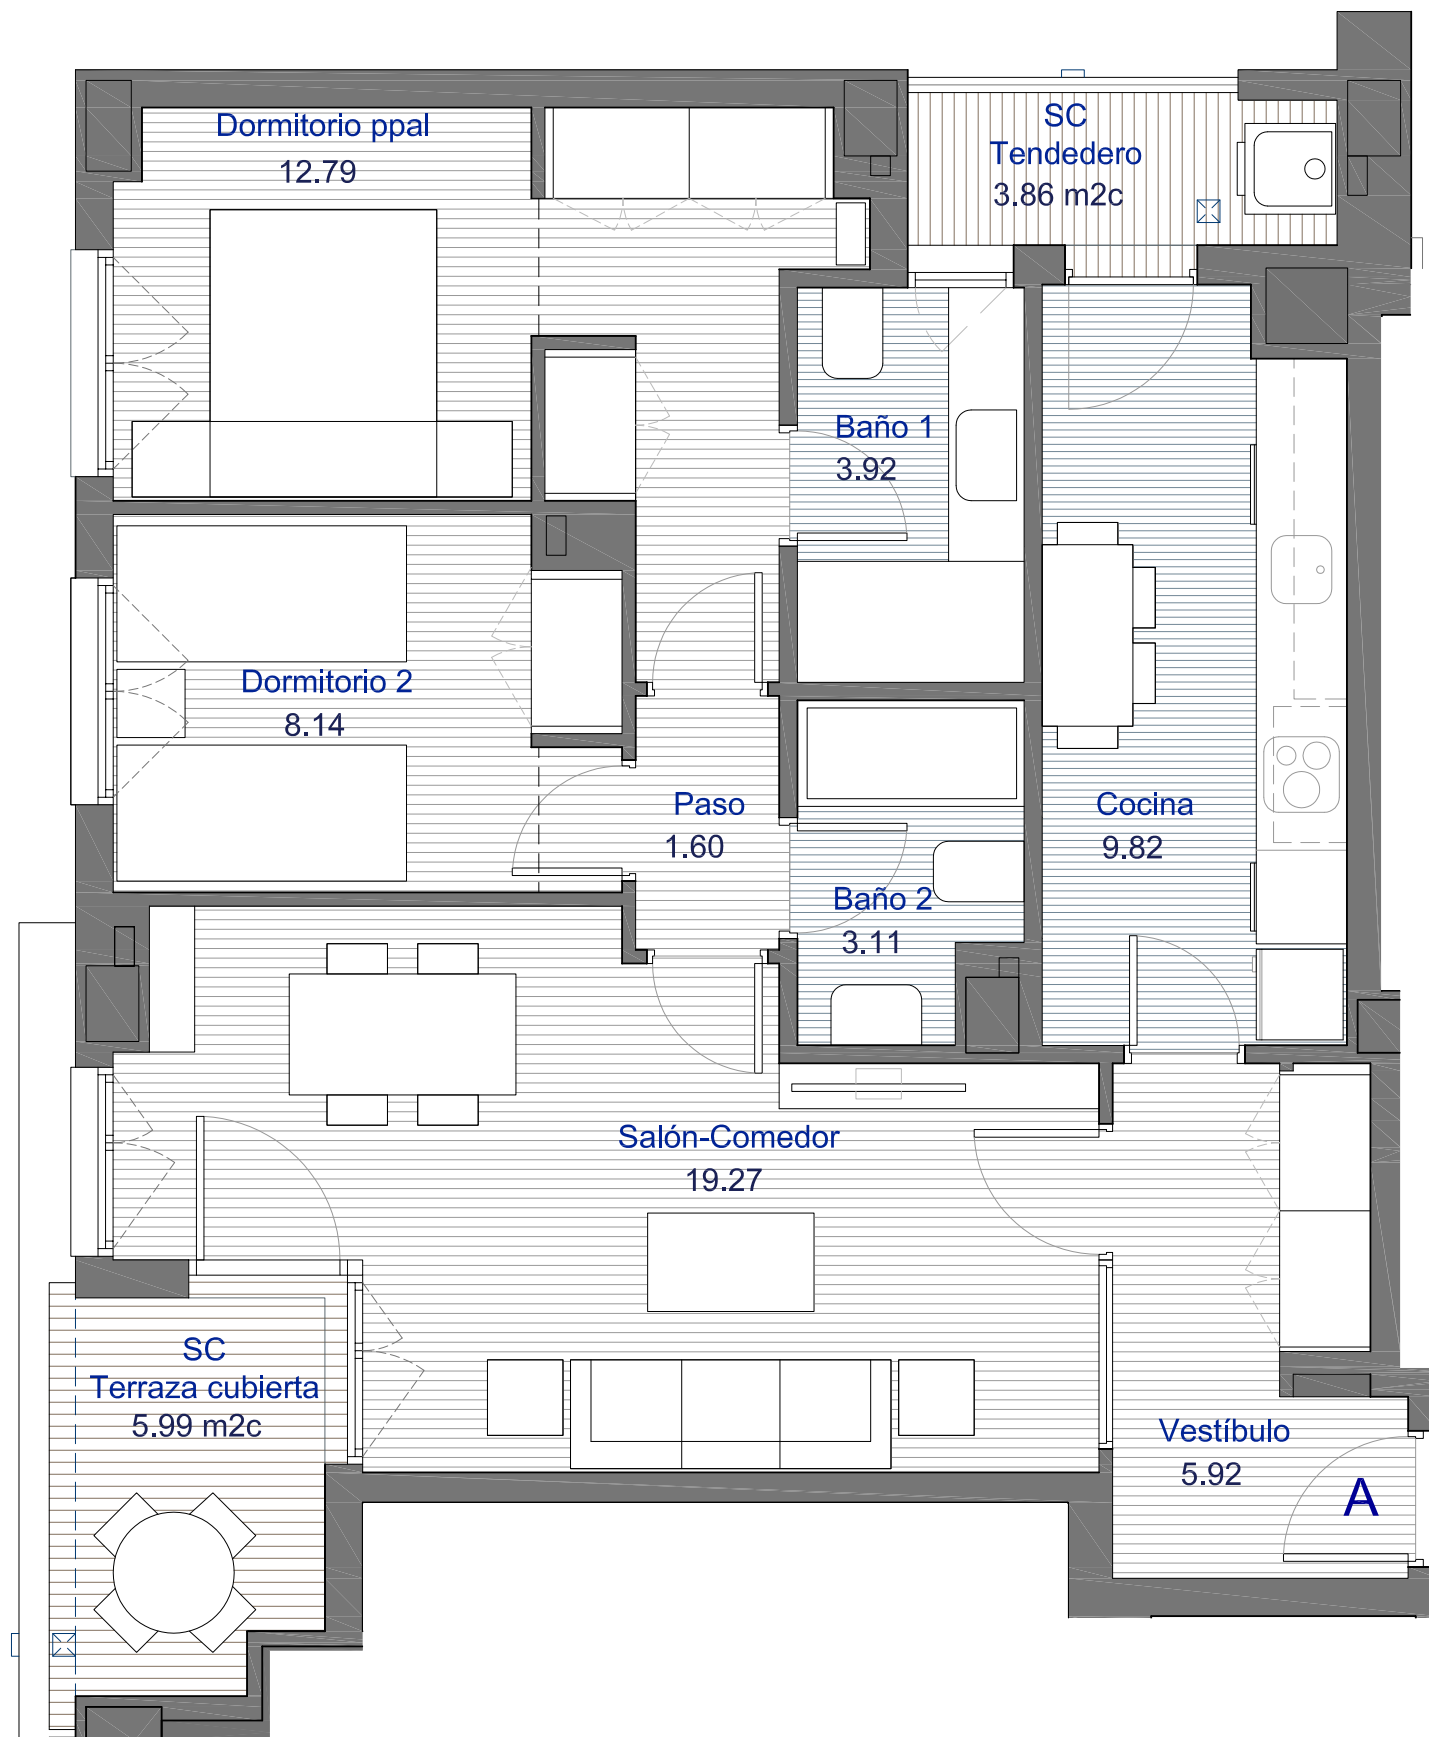 Dormitorio ppal
12.79
SC
Tendedero
3.86 m2c
Baño 1
3.92
Dormitorio 2
8.14
Paso
1.60
Cocina
9.82
Baño 2
3.11
Salón-Comedor
19.27
SC
Terraza cubierta
5.99 m2c
Vestíbulo
5.92
A